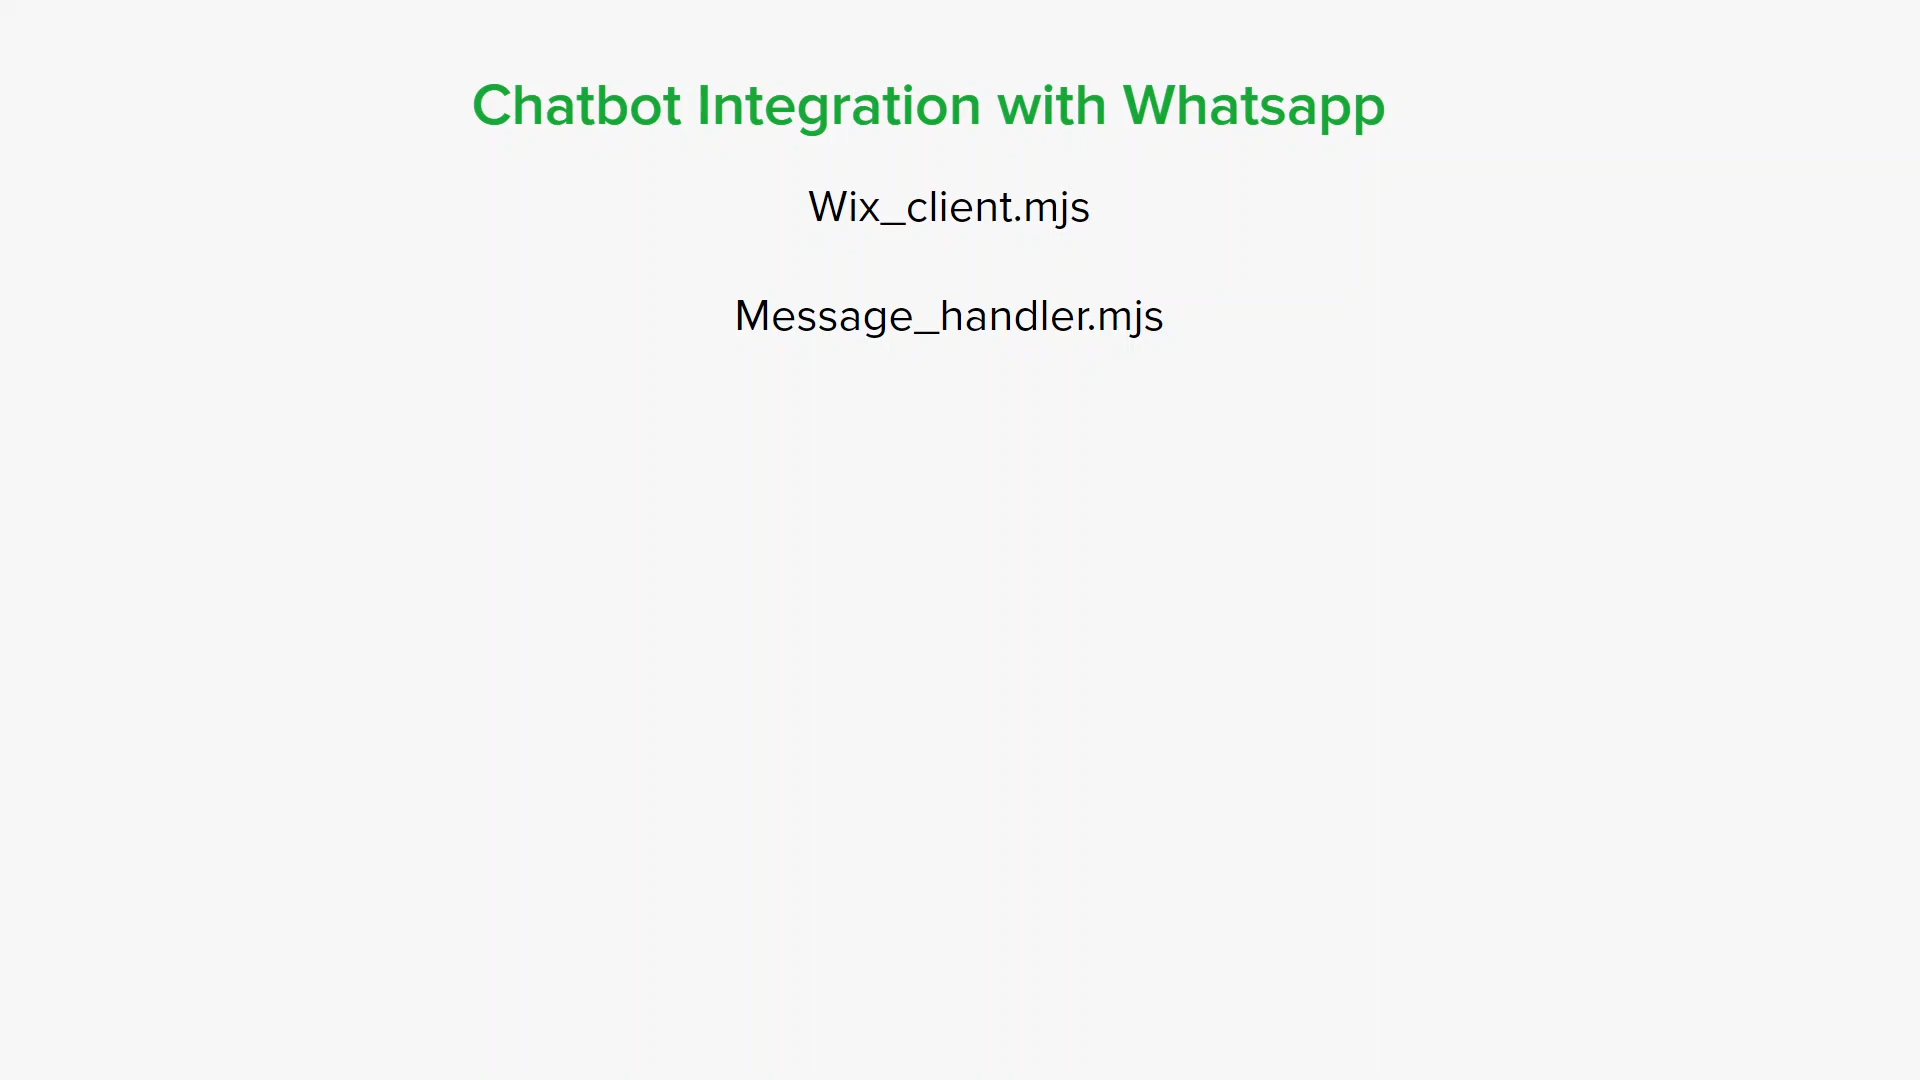 Chatbot Integration with Whatsapp
Wix_client.mjs
Message_handler.mjs